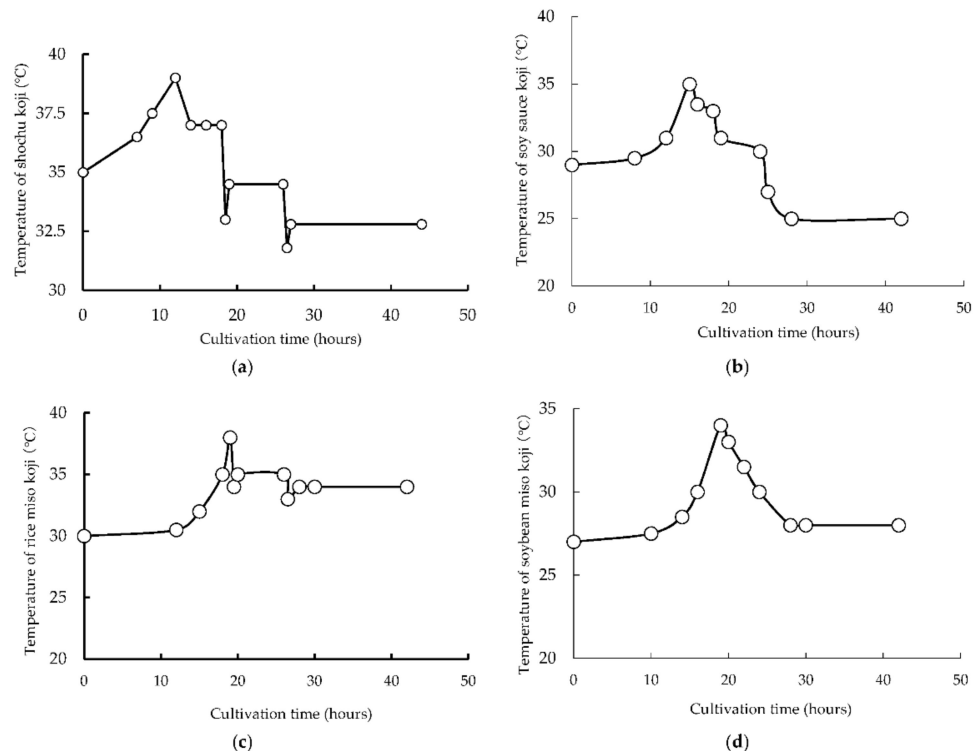 Temperature of shochu koji (°C)
40
37.5
35
32.5
30
0 10 20 30 40 50
Cultivation time (hours)
(a)
Temperature of soy sauce koji (°C)
40
35
30
25
20
0 10 20 30 40 50
Cultivation time (hours)
(b)
Temperature of rice miso koji (°C)
40
35
30
25
20
0 10 20 30 40 50
Cultivation time (hours)
(c)
Temperature of soybean miso koji (°C)
35
30
25
20
0 10 20 30 40 50
Cultivation time (hours)
(d)